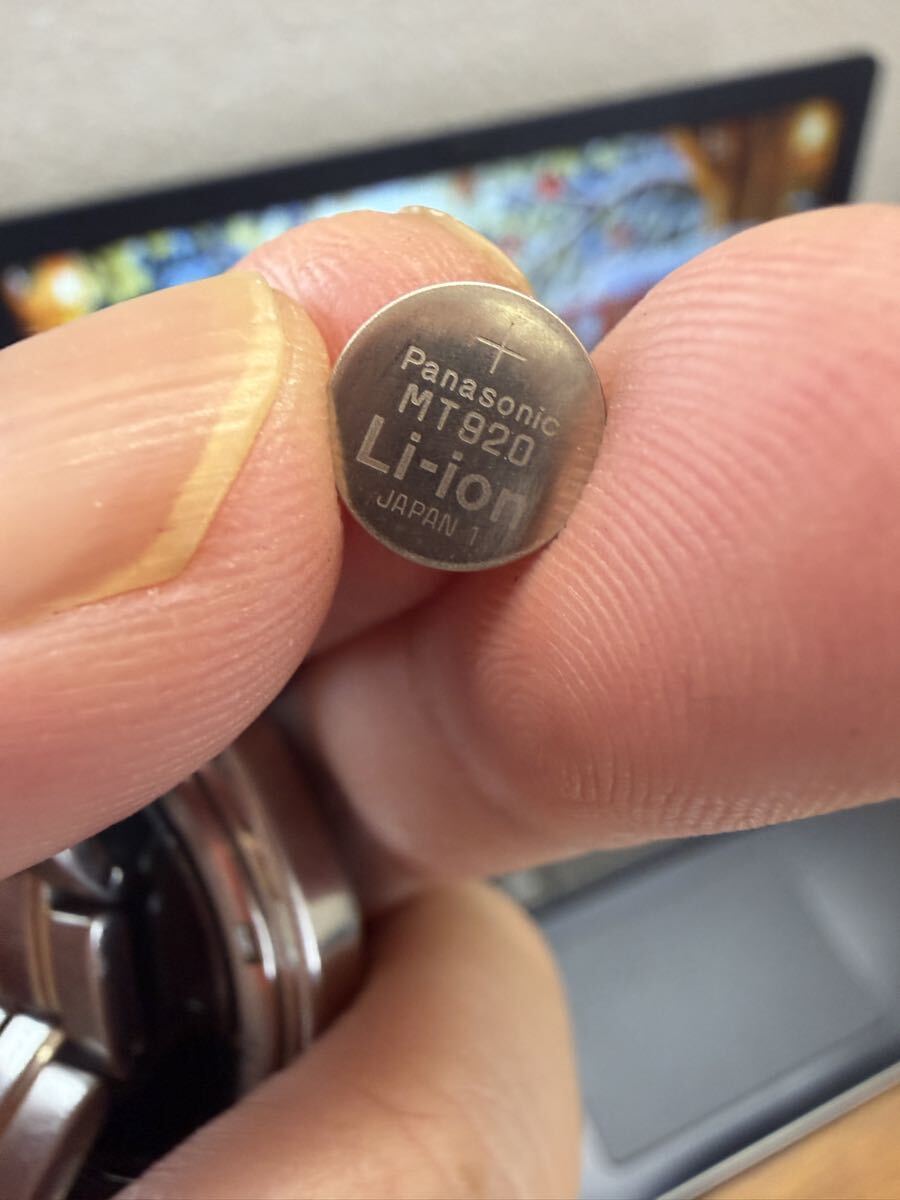 +
Panasonic
MT920
Li-ion
JAPAN 1